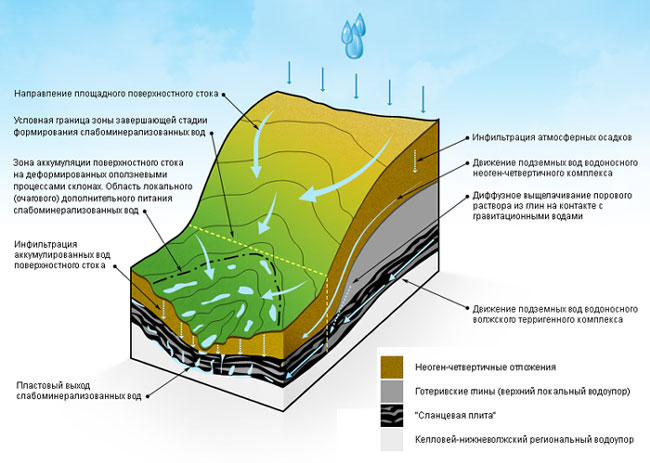 Направление площадного поверхностного стока
Условная граница зоны завершающей стадии
формирования слабоминерализованных вод
Зона аккумуляции поверхностного стока
на деформированных оползневыми
процессами склонах. Область локального
(очагового) дополнительного питания
слабоминерализованных вод
Инфильтрация
аккумулированных вод
поверхностного стока
Пластовый выход
слабоминерализованных вод
Инфильтрация атмосферных осадков
Движение подземных вод водоносного
неоген-четвертичного комплекса
Диффузное выщелачивание порового
раствора из глин на контакте с
гравитационными водами
Движение подземных вод водоносного
волжского терригенного комплекса
Неоген-четвертичные отложения
Готеривские глины (верхний локальный водоупор)
"Сланцевая плита"
Келловей-нижневолжский региональный водоупор